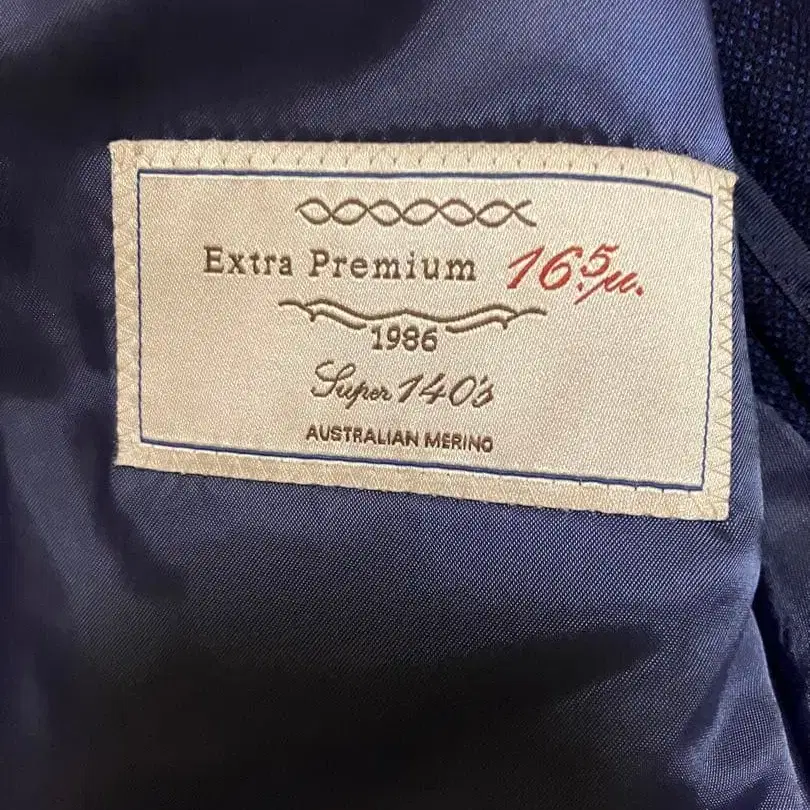 Extra Premium 16.5μ.
1986
Super 140's
AUSTRALIAN MERINO